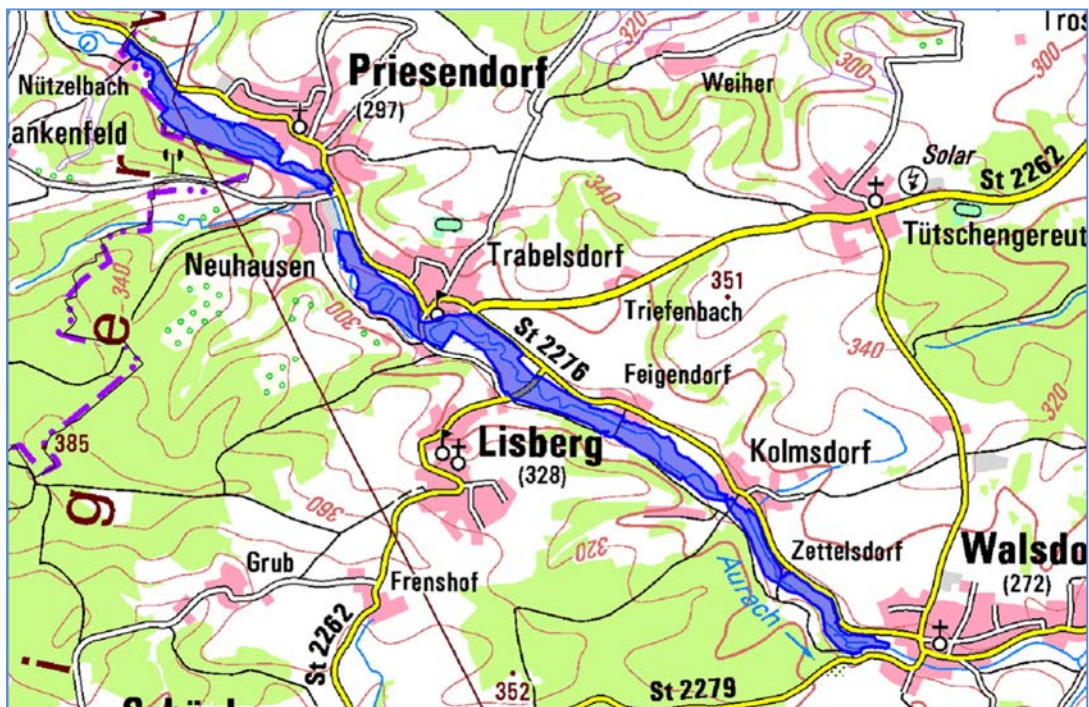 Nützelbach
ankenfeld
Priesendorf
(297)
Weiher
320
300
300
Solar
St 2262
Tütschengereut
340
Neuhausen
Trabelsdorf
351
Triefenbach
340
340
300
e
r
St 2276
Feigendorf
320
385
Lisberg
(328)
Kolmsdorf
g
360
320
Zettelsdorf
Walsdo
(272)
Grub
Frenshof
Aurach
St 2262
i
352
St 2279